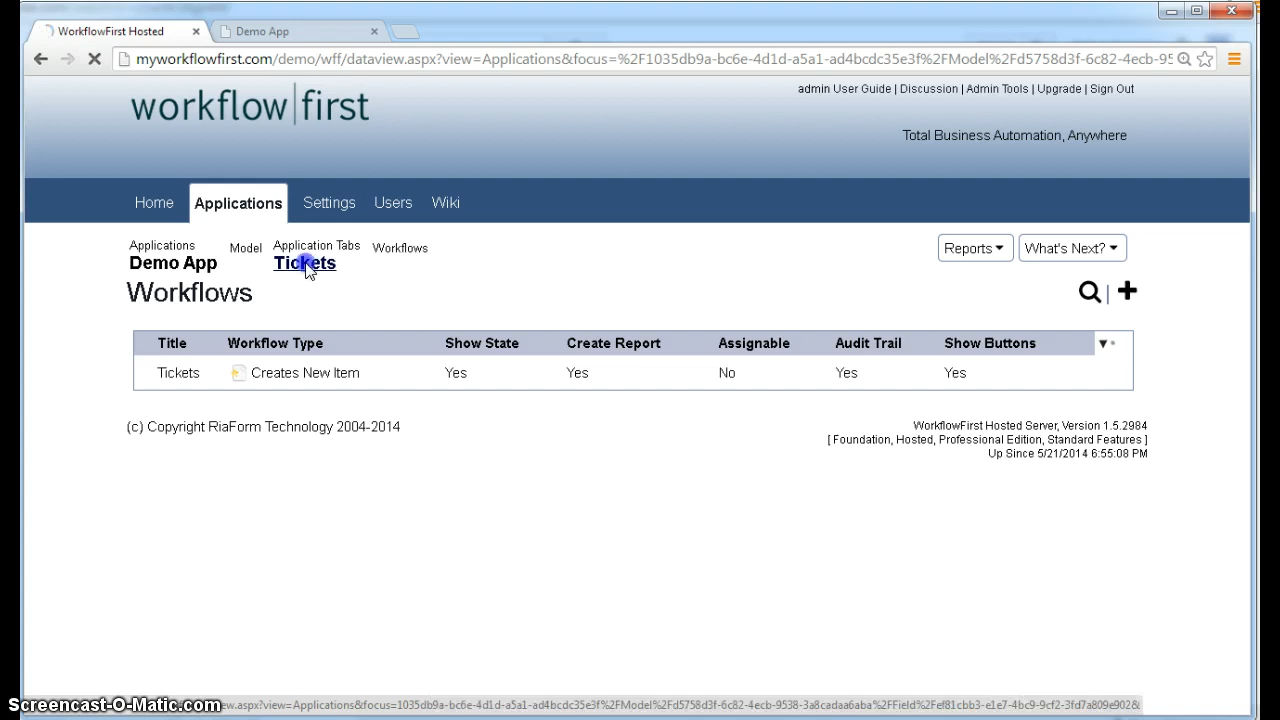 WorkflowFirst Hosted
Demo App
myworkflowfirst.com/demo/wff/dataview.aspx?view=Applications&focus=%2F1035db9a-bc6e-4d1d-a5a1-ad4bcdc35e3f%2FModel%2Fd5758d3f-6c82-4ecb-95
workflow|first
admin User Guide | Discussion | Admin Tools | Upgrade | Sign Out
Total Business Automation, Anywhere
Home Applications Settings Users Wiki
Applications Model Application Tabs Workflows
Demo App Tickets
Reports What's Next?
Workflows
Title Workflow Type Show State Create Report Assignable Audit Trail Show Buttons
Tickets Creates New Item Yes Yes No Yes Yes
(c) Copyright RiaForm Technology 2004-2014
WorkflowFirst Hosted Server, Version 1.5.2984
[ Foundation, Hosted, Professional Edition, Standard Features ]
Up Since 5/21/2014 6:55:08 PM
Screencast-O-Matic.com
view.aspx?view=Applications&focus=1035db9a-bc6e-4d1d-a5a1-ad4bcdc35e3f%2FModel%2Fd5758d3f-6c82-4ecb-9538-3a8cadaa6aba%2FField%2Fef81cbb3-e1e7-4bc9-9cf2-3fd7a809e902&